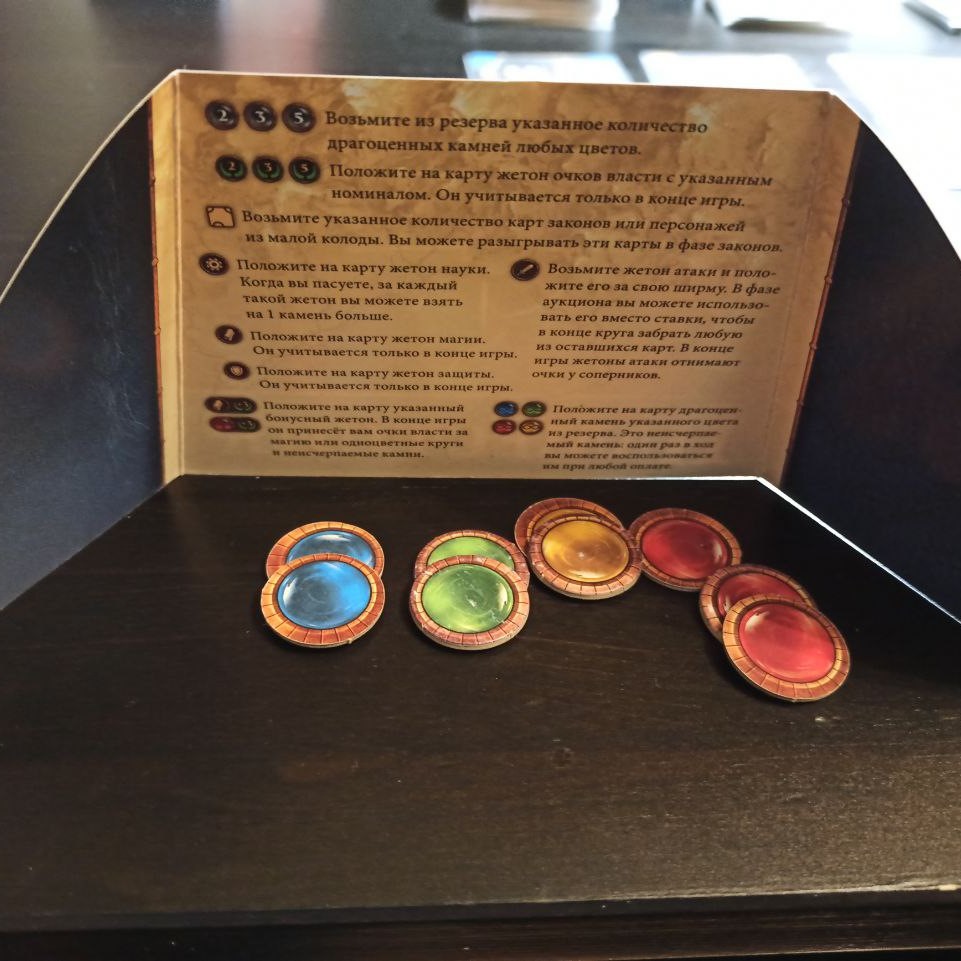 2 3 5 Возьмите из резерва указанное количество
драгоценных камней любых цветов.
2 3 5 Положите на карту жетон очков власти с указанным
номиналом. Он учитывается только в конце игры.
Возьмите указанное количество карт законов или персонажей
из малой колоды. Вы можете разыгрывать эти карты в фазе законов.
Положите на карту жетон науки.
Когда вы пасуете, за каждый
такой жетон вы можете взять
на 1 камень больше.
Положите на карту жетон магии.
Он учитывается только в конце игры.
Положите на карту жетон защиты.
Он учитывается только в конце игры.
Положите на карту указанный
бонусный жетон. В конце игры
он принесёт вам очки власти за
магию или одноцветные круги
и неисчерпаемые камни.
Возьмите жетон атаки и поло-
жите его за свою ширму. В фазе
аукциона вы можете использо-
вать его вместо ставки, чтобы
в конце круга забрать любую
из оставшихся карт. В конце
игры жетоны атаки отнимают
очки у соперников.
Положите на карту драгоцен-
ный камень указанного цвета
из резерва. Это неисчерпае-
мый камень: один раз в ход
вы можете воспользоваться
им при любой оплате.